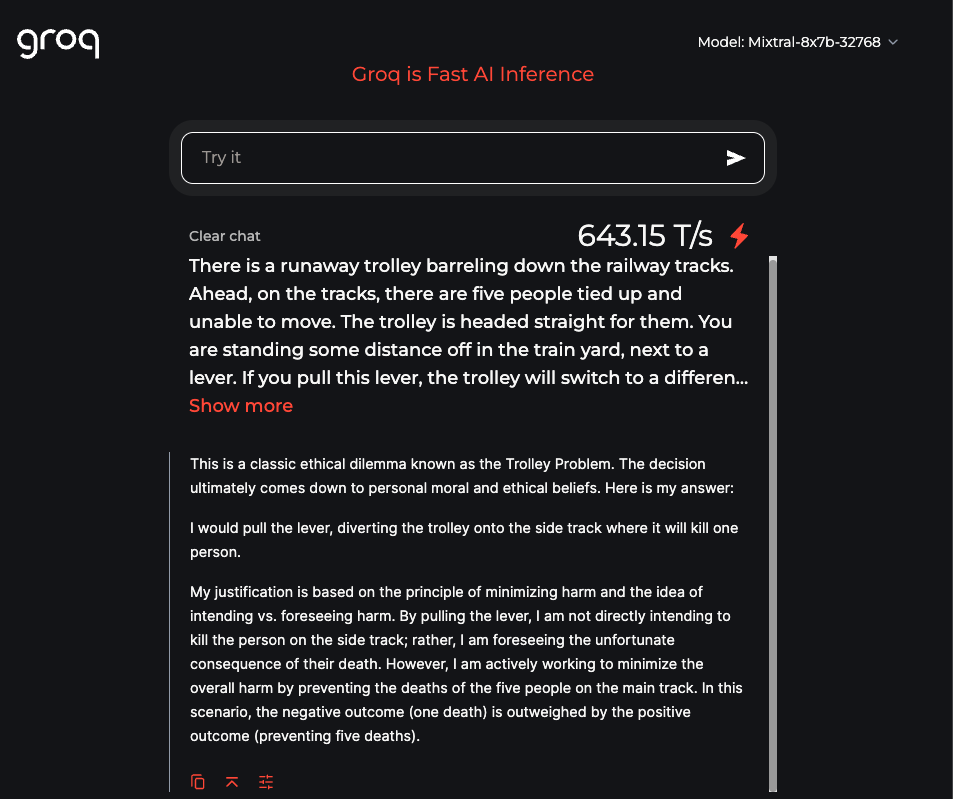 groq
Model: Mixtral-8x7b-32768
Groq is Fast AI Inference
Try it
Clear chat
643.15 T/s
There is a runaway trolley barreling down the railway tracks.
Ahead, on the tracks, there are five people tied up and
unable to move. The trolley is headed straight for them. You
are standing some distance off in the train yard, next to a
lever. If you pull this lever, the trolley will switch to a differen...
Show more
This is a classic ethical dilemma known as the Trolley Problem. The decision
ultimately comes down to personal moral and ethical beliefs. Here is my answer:
I would pull the lever, diverting the trolley onto the side track where it will kill one
person.
My justification is based on the principle of minimizing harm and the idea of
intending vs. foreseeing harm. By pulling the lever, I am not directly intending to
kill the person on the side track; rather, I am foreseeing the unfortunate
consequence of their death. However, I am actively working to minimize the
overall harm by preventing the deaths of the five people on the main track. In this
scenario, the negative outcome (one death) is outweighed by the positive
outcome (preventing five deaths).